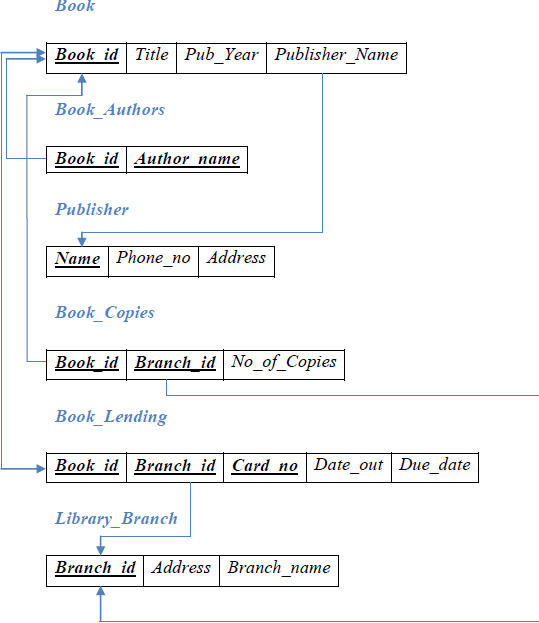 Book
Book_id Title Pub_Year Publisher_Name
Book_Authors
Book_id Author_name
Publisher
Name Phone_no Address
Book_Copies
Book_id Branch_id No_of_Copies
Book_Lending
Book_id Branch_id Card_no Date_out Due_date
Library_Branch
Branch_id Address Branch_name